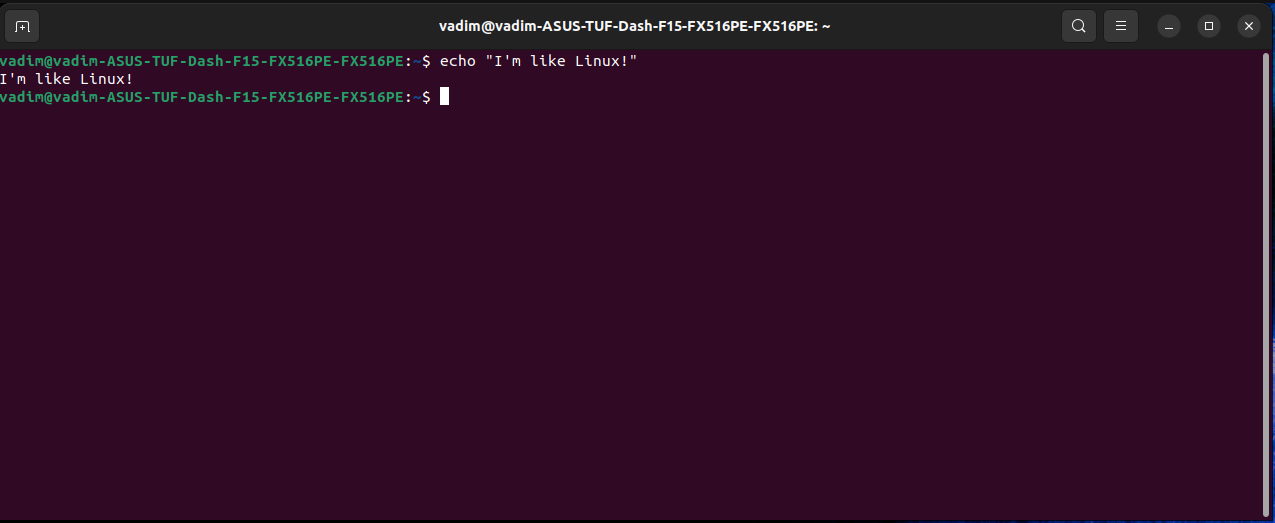 vadim@vadim-ASUS-TUF-Dash-F15-FX516PE-FX516PE: ~
vadim@vadim-ASUS-TUF-Dash-F15-FX516PE-FX516PE:~$ echo "I'm like Linux!"
I'm like Linux!
vadim@vadim-ASUS-TUF-Dash-F15-FX516PE-FX516PE:~$